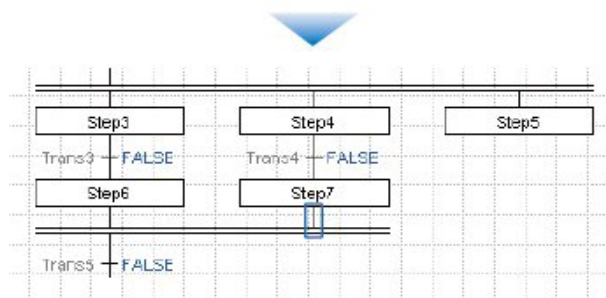 Step3 Step4 Step5
Trans3 FALSE Trans4 FALSE
Step6 Step7
Trans5 FALSE